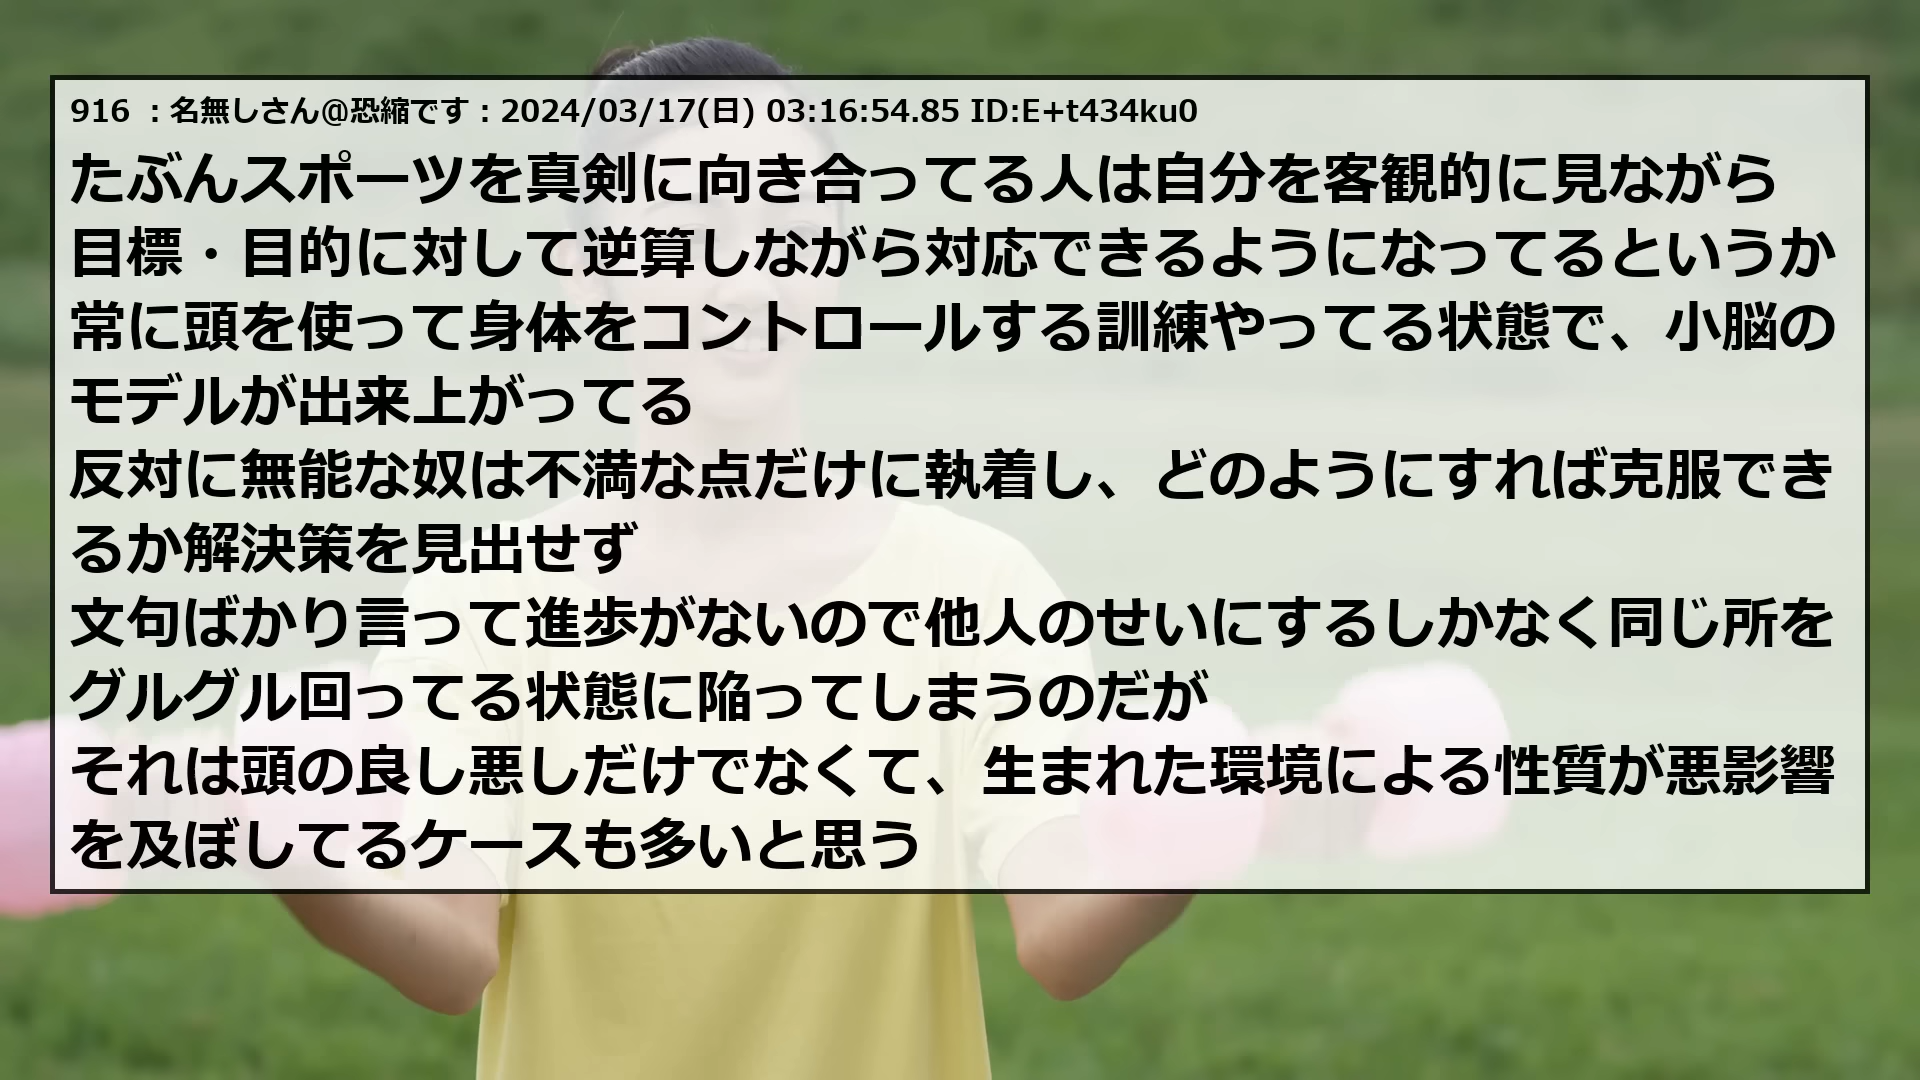 916 ：名無しさん@恐縮です：2024/03/17(日) 03:16:54.85 ID:E+t434ku0
たぶんスポーツを真剣に向き合ってる人は自分を客観的に見ながら
目標・目的に対して逆算しながら対応できるようになってるというか
常に頭を使って身体をコントロールする訓練やってる状態で、小脳の
モデルが出来上がってる
反対に無能な奴は不満な点だけに執着し、どのようにすれば克服でき
るか解決策を見出せず
文句ばかり言って進歩がないので他人のせいにするしかなく同じ所を
グルグル回ってる状態に陥ってしまうのだが
それは頭の良し悪しだけでなくて、生まれた環境による性質が悪影響
を及ぼしてるケースも多いと思う